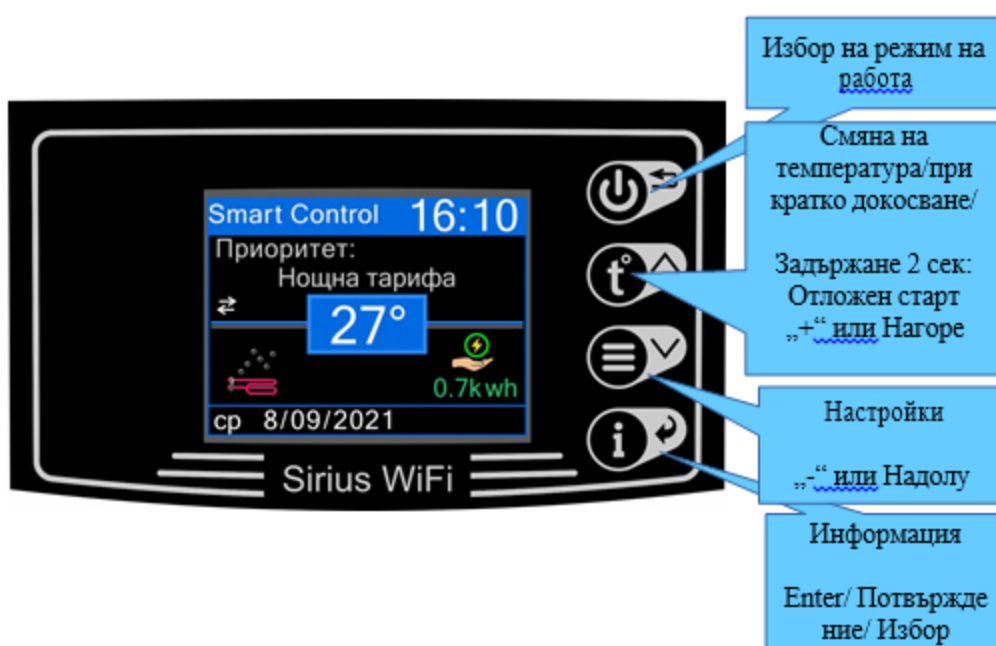 Избор на режим на
работа
Smart Control 16:10
Приоритет:
Нощна тарифа
27°
0.7kwh
ср 8/09/2021
Sirius WiFi
t°
i
Смяна на
температура/при
кратко докосване/
Задържане 2 сек:
Отложен старт
„+“ или Нагоре
Настройки
„-“ или Надолу
Информация
Enter/ Потвържде
ние/ Избор